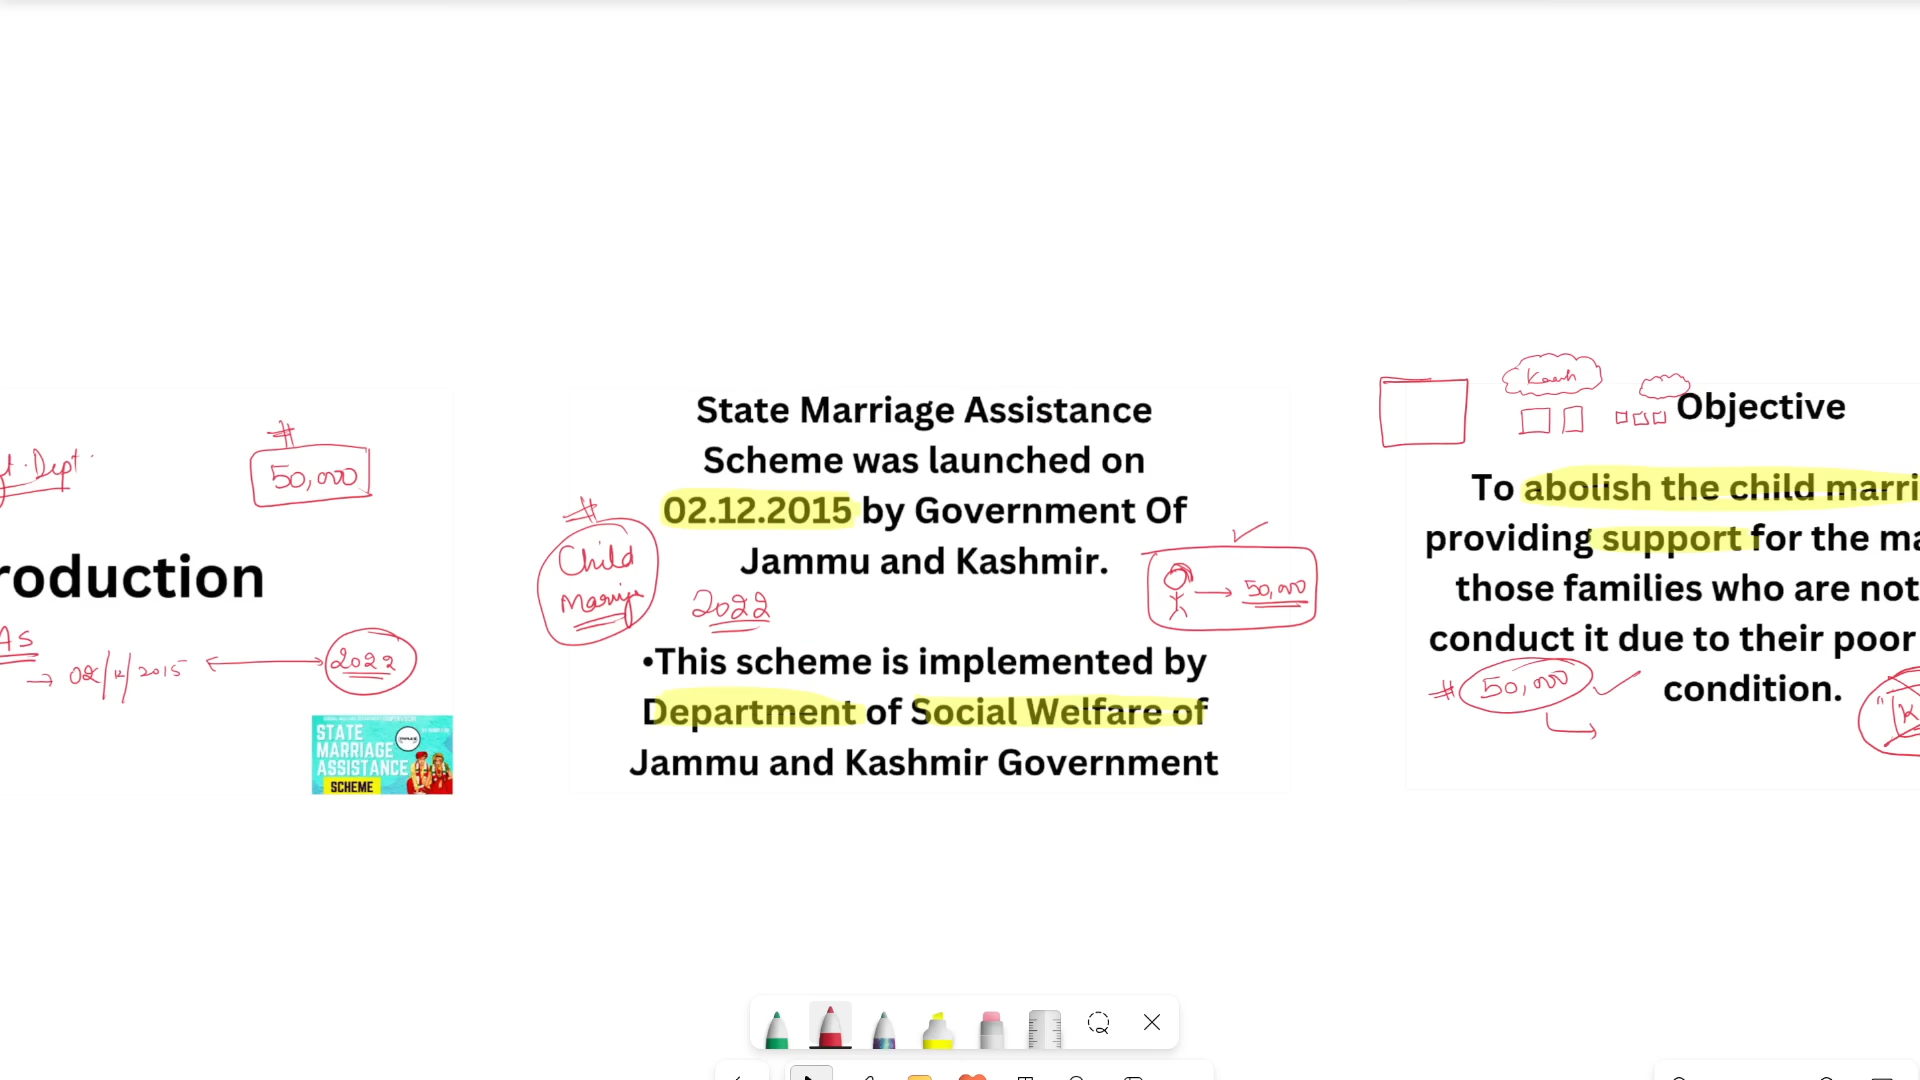 t. Dept.
#
50,000
roduction
AS
→ 02/12/2015
2022
STATE
MARRIAGE
ASSISTANCE
SCHEME
State Marriage Assistance
Scheme was launched on
02.12.2015 by Government Of
Jammu and Kashmir.
#
Child
Marrije
2022
50,000
•This scheme is implemented by
Department of Social Welfare of
Jammu and Kashmir Government
Objective
To abolish the child marri
providing support for the ma
those families who are not
conduct it due to their poor
condition.
# 50,000